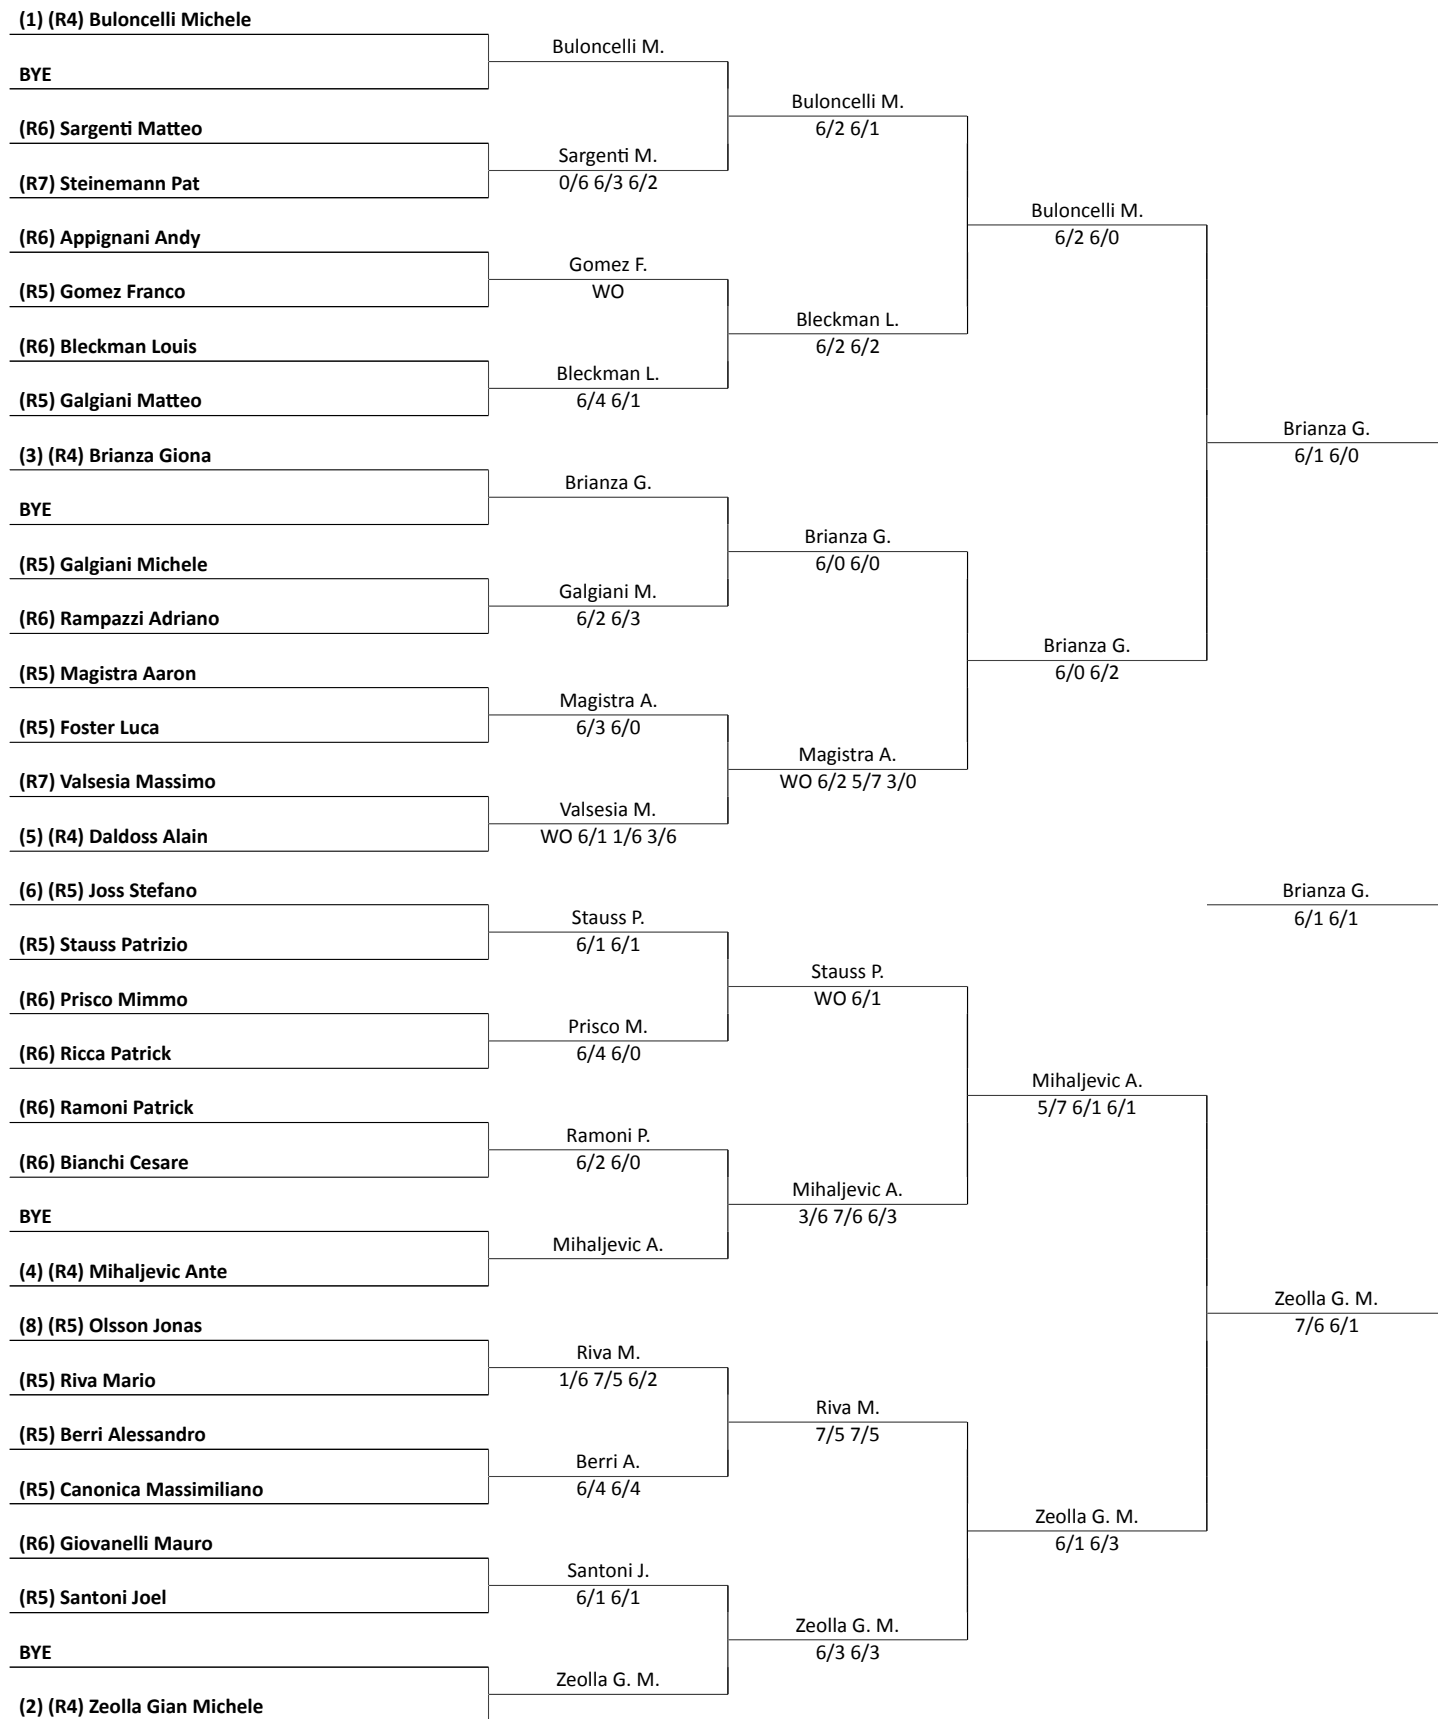 (1) (R4) Buloncelli Michele
Buloncelli M.
BYE
Buloncelli M.
6/2 6/1
(R6) Sargenti Matteo
Sargenti M.
0/6 6/3 6/2
(R7) Steinemann Pat
Buloncelli M.
6/2 6/0
(R6) Appignani Andy
Gomez F.
WO
(R5) Gomez Franco
Bleckman L.
6/2 6/2
(R6) Bleckman Louis
Bleckman L.
6/4 6/1
(R5) Galgiani Matteo
Brianza G.
6/1 6/0
(3) (R4) Brianza Giona
Brianza G.
BYE
Brianza G.
6/0 6/0
(R5) Galgiani Michele
Galgiani M.
6/2 6/3
(R6) Rampazzi Adriano
Brianza G.
6/0 6/2
(R5) Magistra Aaron
Magistra A.
6/3 6/0
(R5) Foster Luca
Magistra A.
WO 6/2 5/7 3/0
(R7) Valsesia Massimo
Valsesia M.
WO 6/1 1/6 3/6
(5) (R4) Daldoss Alain
Brianza G.
6/1 6/1
(6) (R5) Joss Stefano
Stauss P.
6/1 6/1
(R5) Stauss Patrizio
Stauss P.
WO 6/1
(R6) Prisco Mimmo
Prisco M.
6/4 6/0
(R6) Ricca Patrick
Mihaljevic A.
5/7 6/1 6/1
(R6) Ramoni Patrick
Ramoni P.
6/2 6/0
(R6) Bianchi Cesare
Mihaljevic A.
3/6 7/6 6/3
BYE
Mihaljevic A.
(4) (R4) Mihaljevic Ante
Zeolla G. M.
7/6 6/1
(8) (R5) Olsson Jonas
Riva M.
1/6 7/5 6/2
(R5) Riva Mario
Riva M.
7/5 7/5
(R5) Berri Alessandro
Berri A.
6/4 6/4
(R5) Canonica Massimiliano
Zeolla G. M.
6/1 6/3
(R6) Giovanelli Mauro
Santoni J.
6/1 6/1
(R5) Santoni Joel
Zeolla G. M.
6/3 6/3
BYE
Zeolla G. M.
(2) (R4) Zeolla Gian Michele